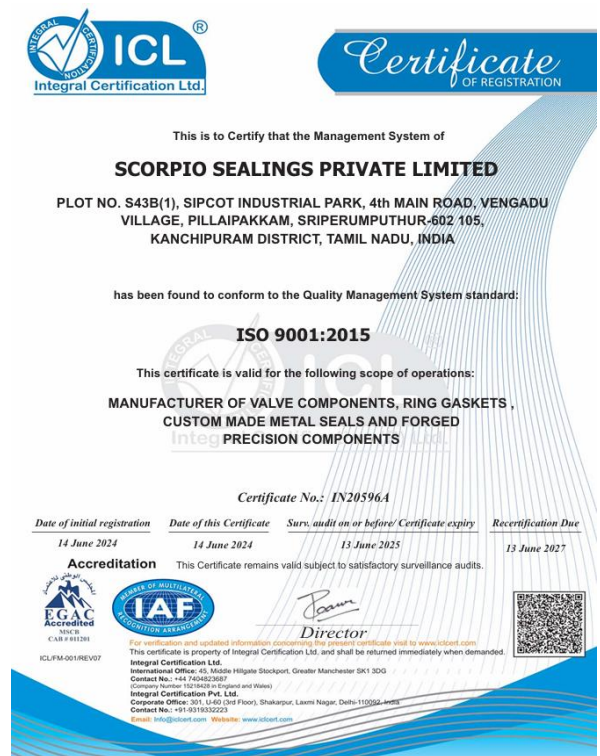 INTEGRAL CERTIFICATION
ICL®
Integral Certification Ltd.
Certificate
OF REGISTRATION
This is to Certify that the Management System of
SCORPIO SEALINGS PRIVATE LIMITED
PLOT NO. S43B(1), SIPCOT INDUSTRIAL PARK, 4th MAIN ROAD, VENGADU
VILLAGE, PILLAIPAKKAM, SRIPERUMPUTHUR-602 105,
KANCHIPURAM DISTRICT, TAMIL NADU, INDIA
has been found to conform to the Quality Management System standard:
ISO 9001:2015
This certificate is valid for the following scope of operations:
MANUFACTURER OF VALVE COMPONENTS, RING GASKETS ,
CUSTOM MADE METAL SEALS AND FORGED
PRECISION COMPONENTS
Certificate No.: IN20596A
Date of initial registration Date of this Certificate Surv. audit on or before/ Certificate expiry Recertification Due
14 June 2024 14 June 2024 13 June 2025 13 June 2027
Accreditation This Certificate remains valid subject to satisfactory surveillance audits.
EGAC
Accredited
MSCB
CAB # 011201
MEMBER OF MULTILATERAL
IAF
RECOGNITION ARRANGEMENT
Director
For verification and updated information concerning the present certificate visit to www.iclcert.com
This certificate is property of Integral Certification Ltd. and shall be returned immediately when demanded.
ICL/FM-001/REV07
Integral Certification Ltd.
International Office: 45, Middle Hillgate Stockport, Greater Manchester SK1 3DG
Contact No.: +44 7404823687
(Company Number 15218428 in England and Wales)
Integral Certification Pvt. Ltd.
Corporate Office: 301, U-60 (3rd Floor), Shakarpur, Laxmi Nagar, Delhi-110092, India
Contact No.: +91-9319332223
Email: Info@iclcert.com Website: www.iclcert.com